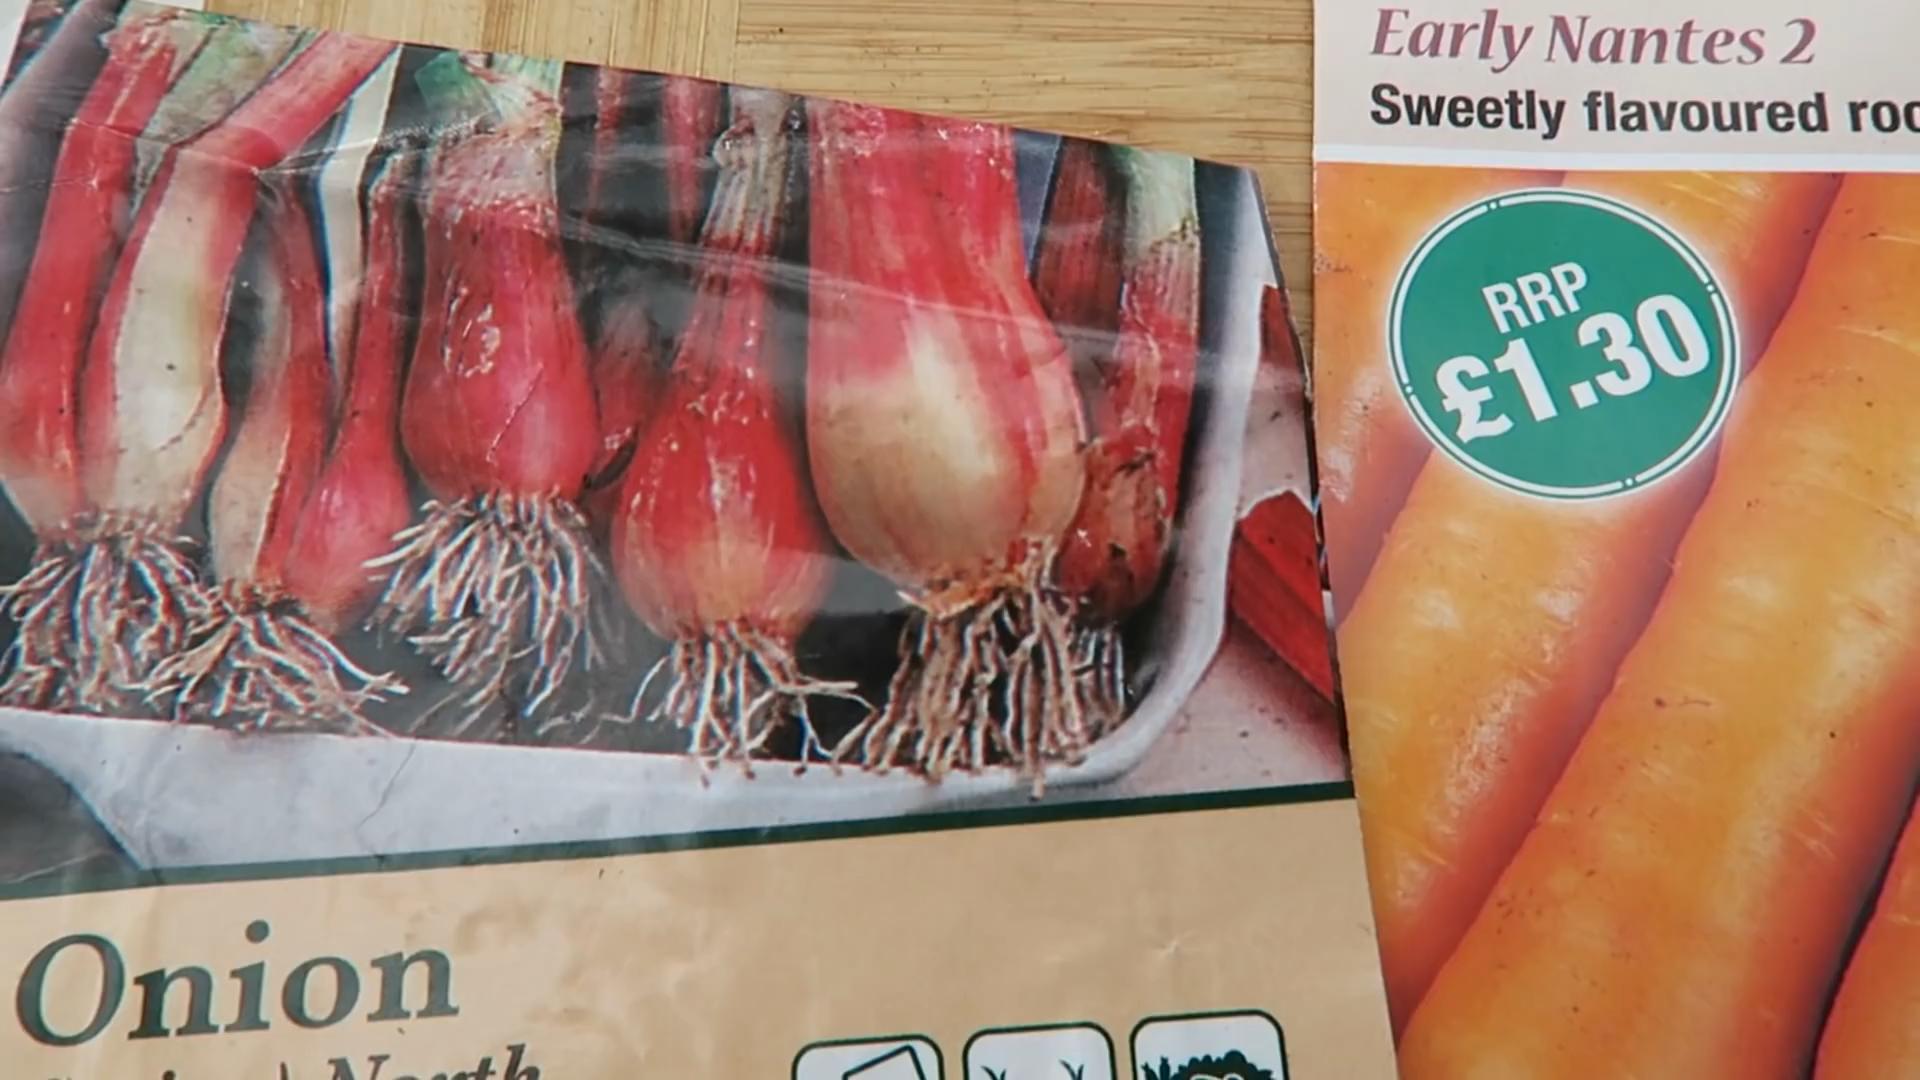 Early Nantes 2
Sweetly flavoured roo
RRP
£1.30
Onion
North